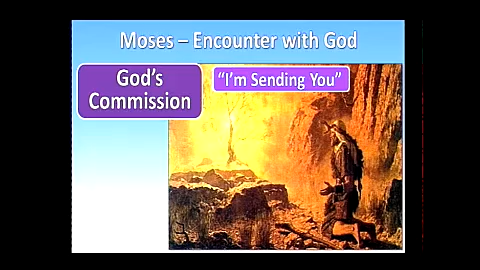 Moses – Encounter with God
God's
Commission
“I'm Sending You”